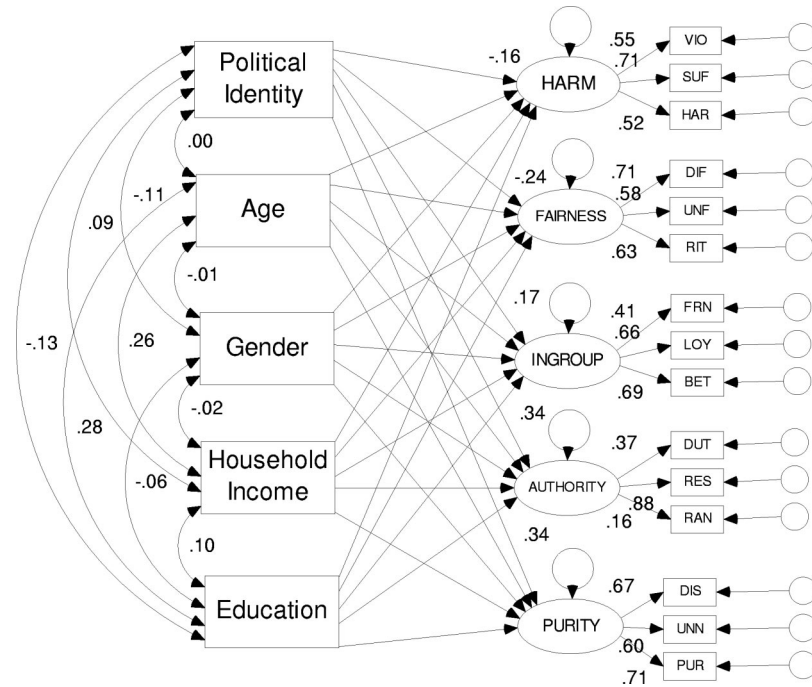 Political
Identity
Age
Gender
Household
Income
Education
.00
-.11
.09
-.01
-.13
.26
.28
-.02
-.06
.10
-.16
HARM
.55
.71
.52
VIO
SUF
HAR
-.24
FAIRNESS
.71
.58
.63
DIF
UNF
RIT
.17
INGROUP
.41
.66
.69
FRN
LOY
BET
.34
AUTHORITY
.37
.88
.16
DUT
RES
RAN
.34
PURITY
.67
.60
.71
DIS
UNN
PUR